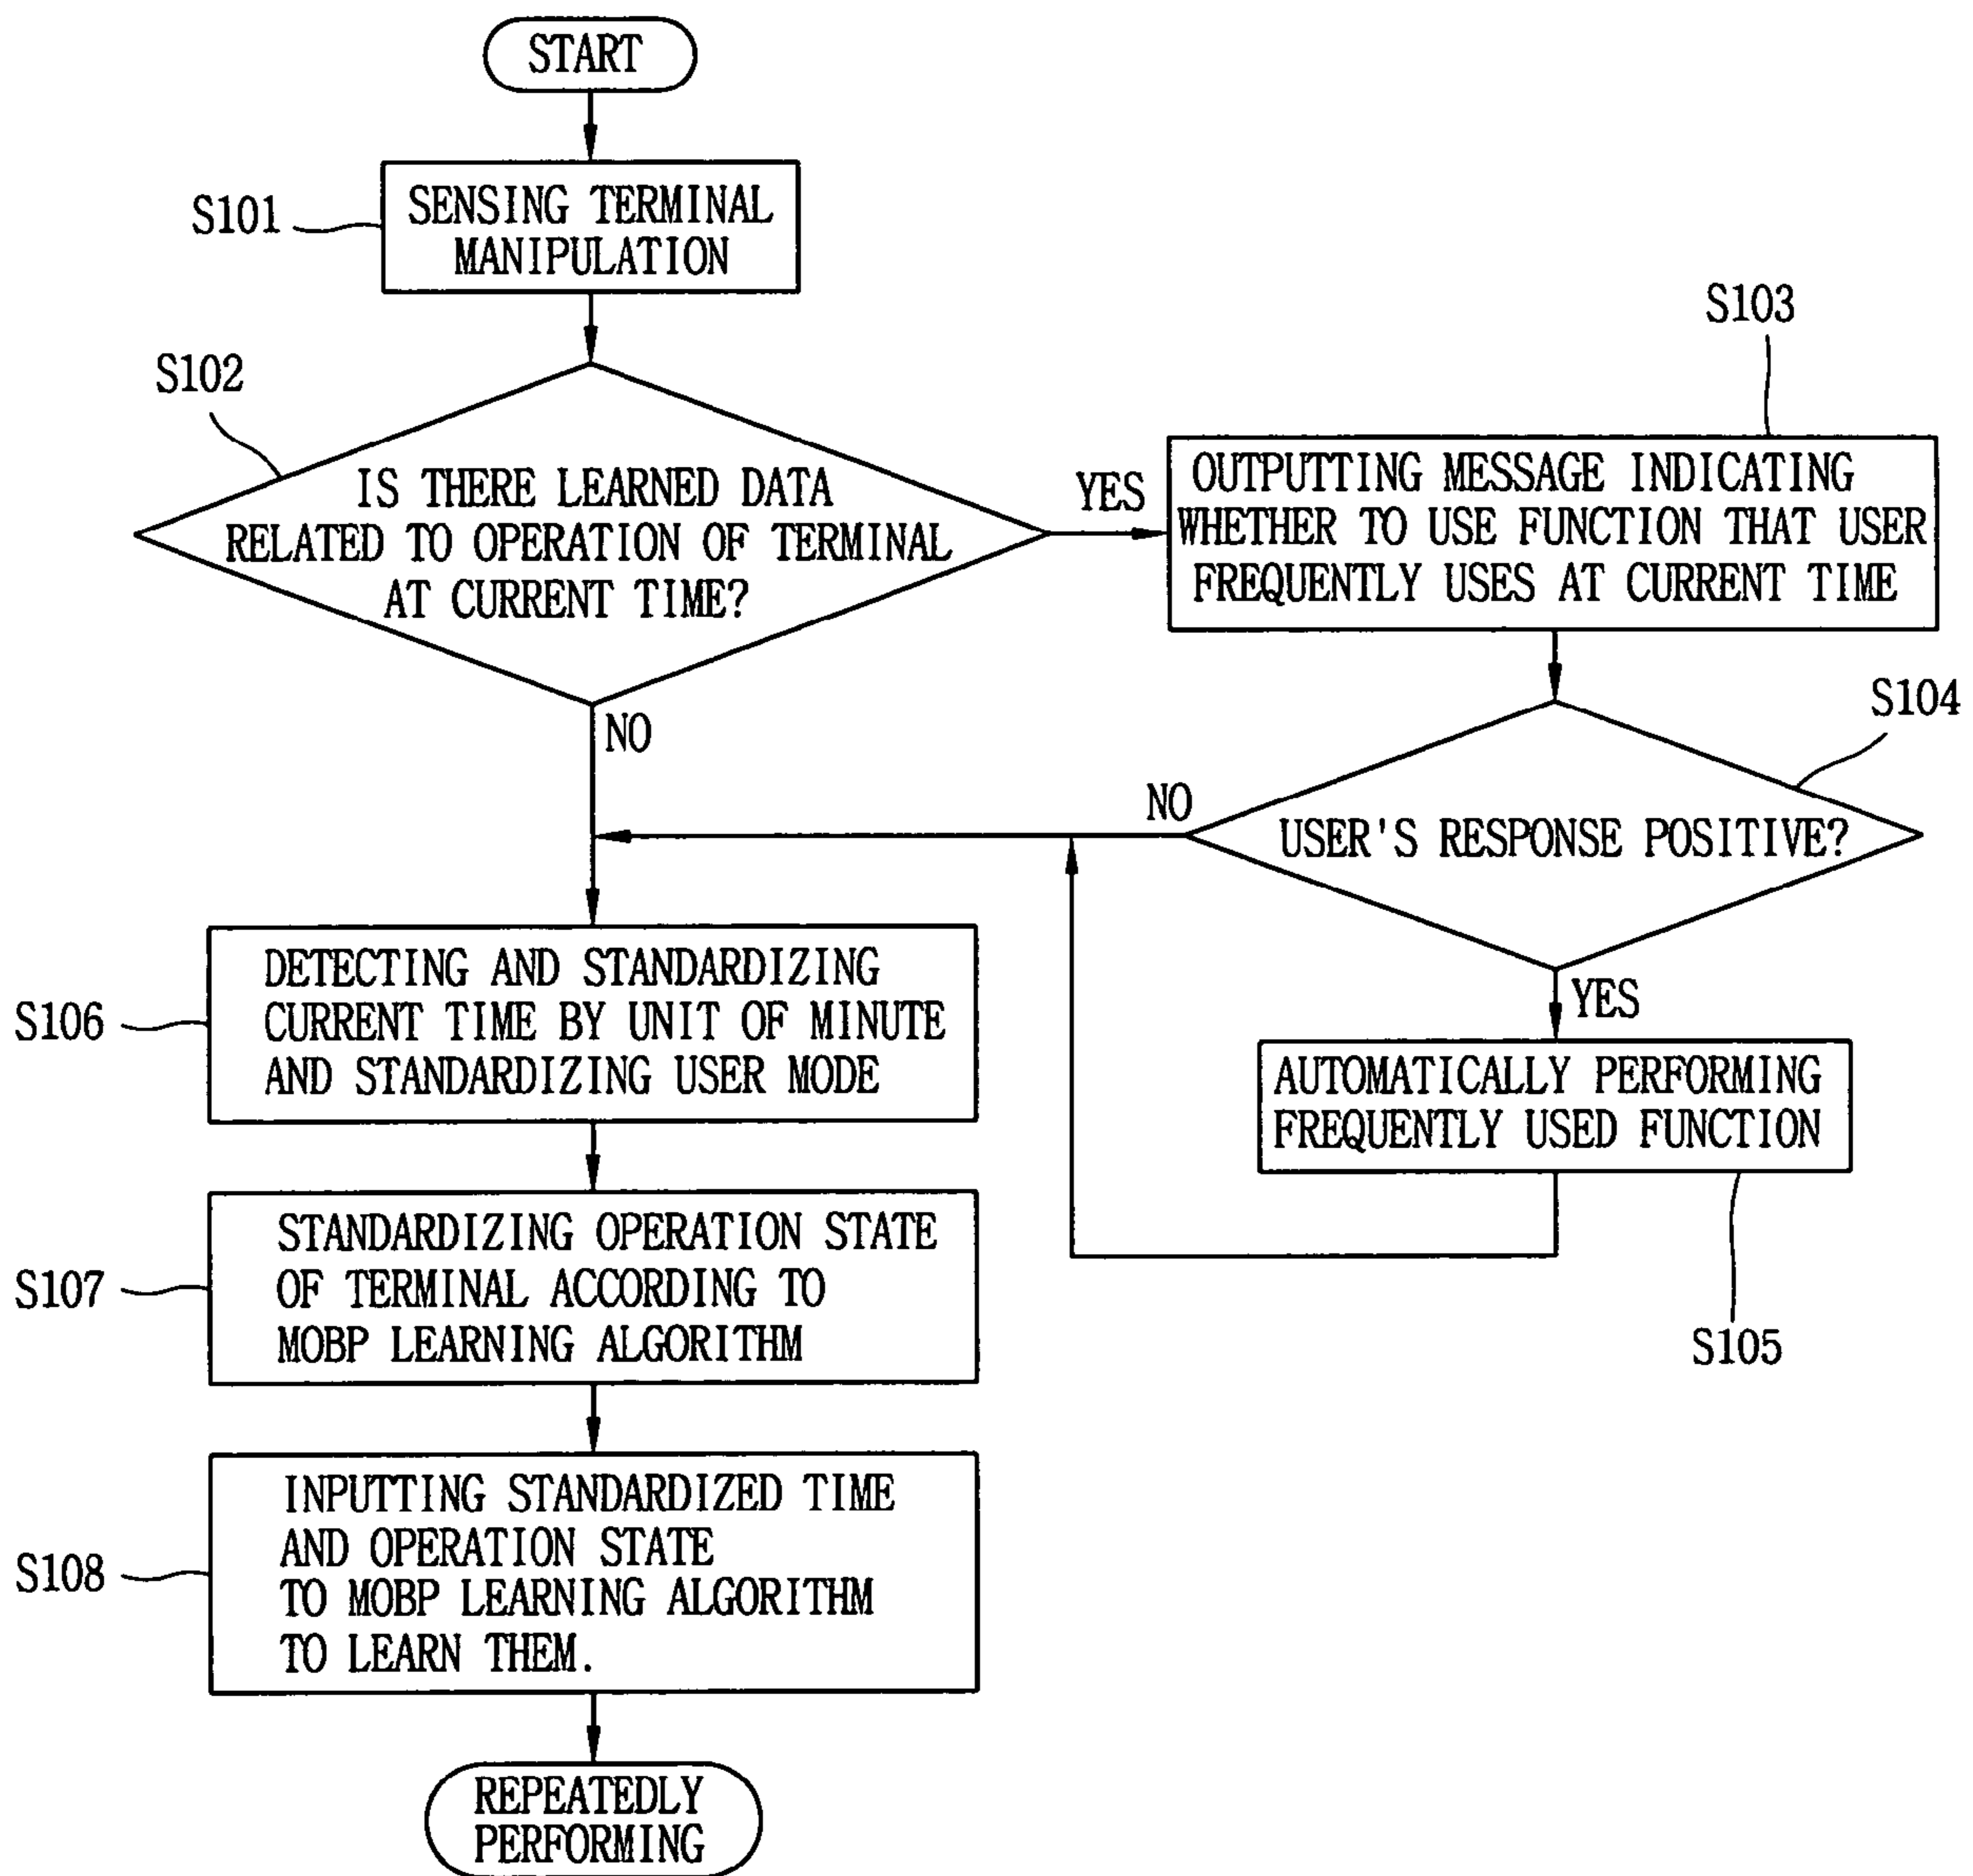 START
S101
SENSING TERMINAL
MANIPULATION
S102
IS THERE LEARNED DATA
RELATED TO OPERATION OF TERMINAL
AT CURRENT TIME?
YES
NO
S103
OUTPUTTING MESSAGE INDICATING
WHETHER TO USE FUNCTION THAT USER
FREQUENTLY USES AT CURRENT TIME
S104
USER'S RESPONSE POSITIVE?
NO
YES
AUTOMATICALLY PERFORMING
FREQUENTLY USED FUNCTION
S105
S106
DETECTING AND STANDARDIZING
CURRENT TIME BY UNIT OF MINUTE
AND STANDARDIZING USER MODE
S107
STANDARDIZING OPERATION STATE
OF TERMINAL ACCORDING TO
MOBP LEARNING ALGORITHM
S108
INPUTTING STANDARDIZED TIME
AND OPERATION STATE
TO MOBP LEARNING ALGORITHM
TO LEARN THEM.
REPEATEDLY
PERFORMING